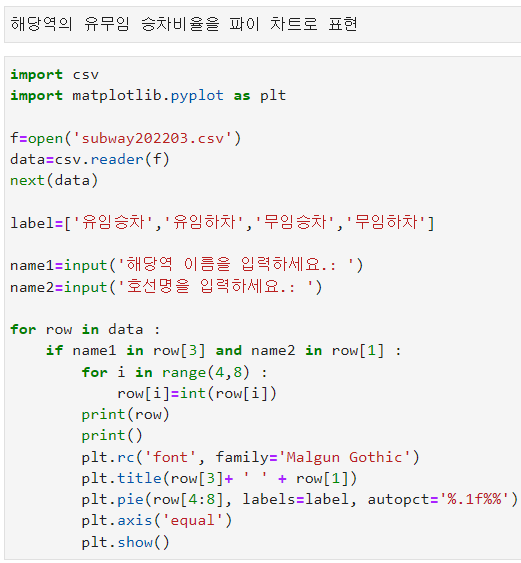 해당역의 유무임 승차비율을 파이 차트로 표현
import csv
import matplotlib.pyplot as plt
f=open('subway202203.csv')
data=csv.reader(f)
next(data)
label=['유임승차','유임하차','무임승차','무임하차']
name1=input('해당역 이름을 입력하세요.: ')
name2=input('호선명을 입력하세요.: ')
for row in data :
    if name1 in row[3] and name2 in row[1] :
        for i in range(4,8) :
            row[i]=int(row[i])
        print(row)
        print()
        plt.rc('font', family='Malgun Gothic')
        plt.title(row[3]+ ' ' + row[1])
        plt.pie(row[4:8], labels=label, autopct='%.1f%%')
        plt.axis('equal')
        plt.show()